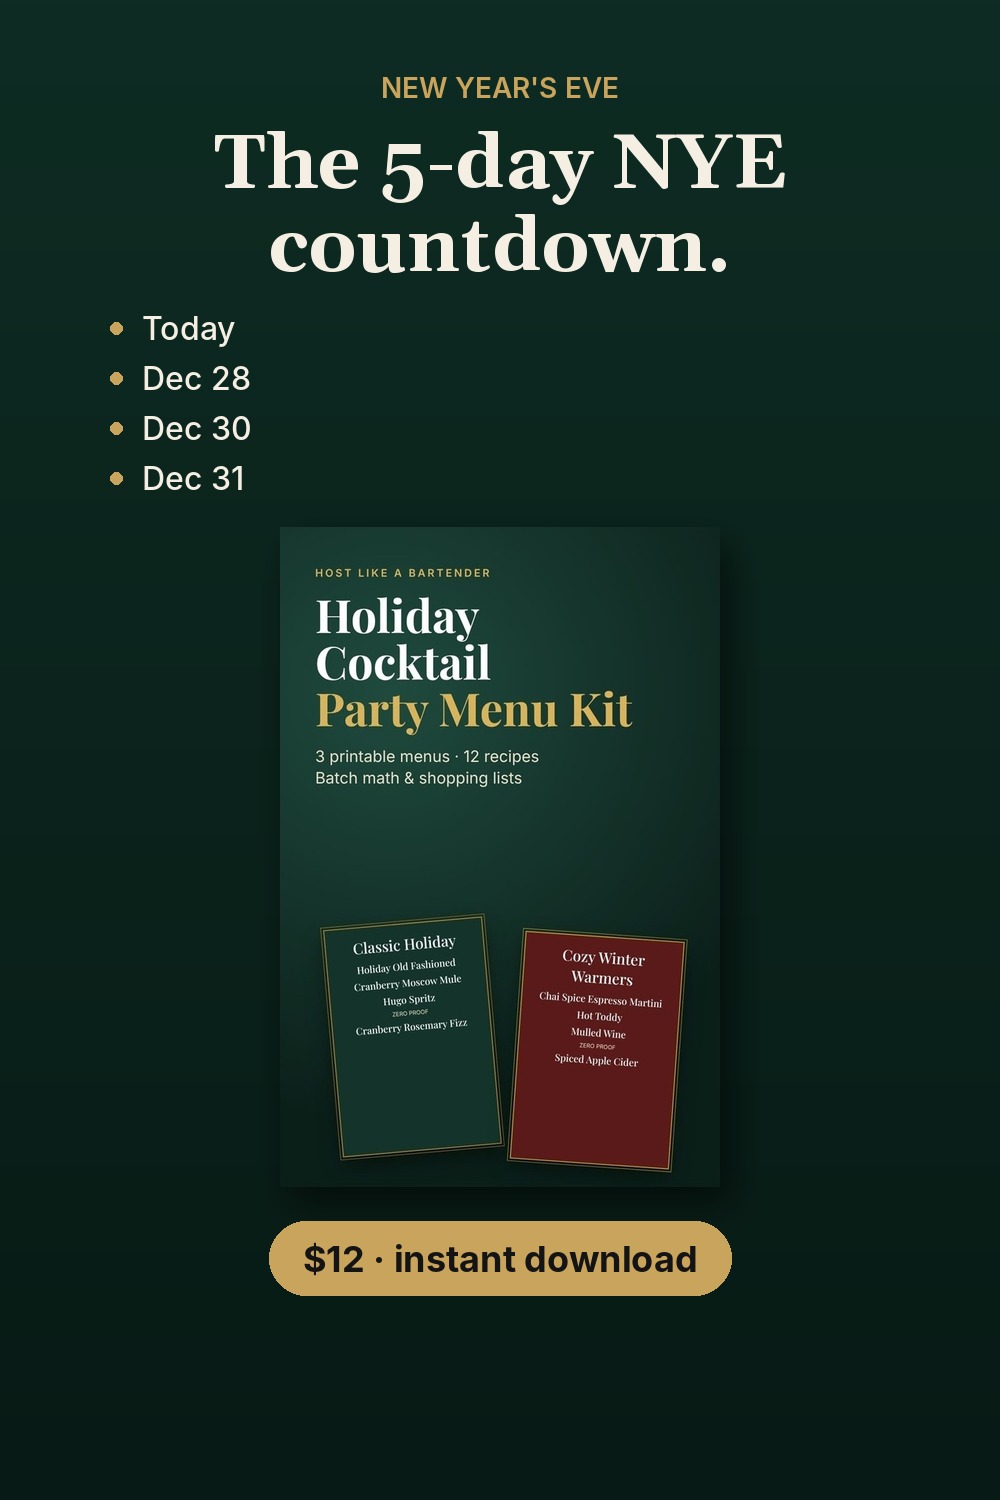 NEW YEAR'S EVE
The 5-day NYE
countdown.
Today
Dec 28
Dec 30
Dec 31
HOST LIKE A BARTENDER
Holiday
Cocktail
Party Menu Kit
3 printable menus · 12 recipes
Batch math & shopping lists
Classic Holiday
Holiday Old Fashioned
Cranberry Moscow Mule
Hugo Spritz
ZERO PROOF
Cranberry Rosemary Fizz
Cozy Winter
Warmers
Chai Spice Espresso Martini
Hot Toddy
Mulled Wine
ZERO PROOF
Spiced Apple Cider
$12 · instant download